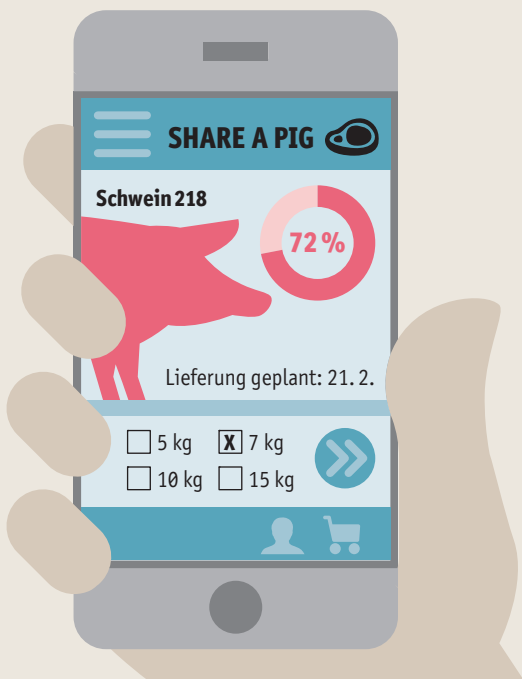 SHARE A PIG
Schwein 218
72 %
Lieferung geplant: 21. 2.
5 kg X 7 kg
10 kg 15 kg